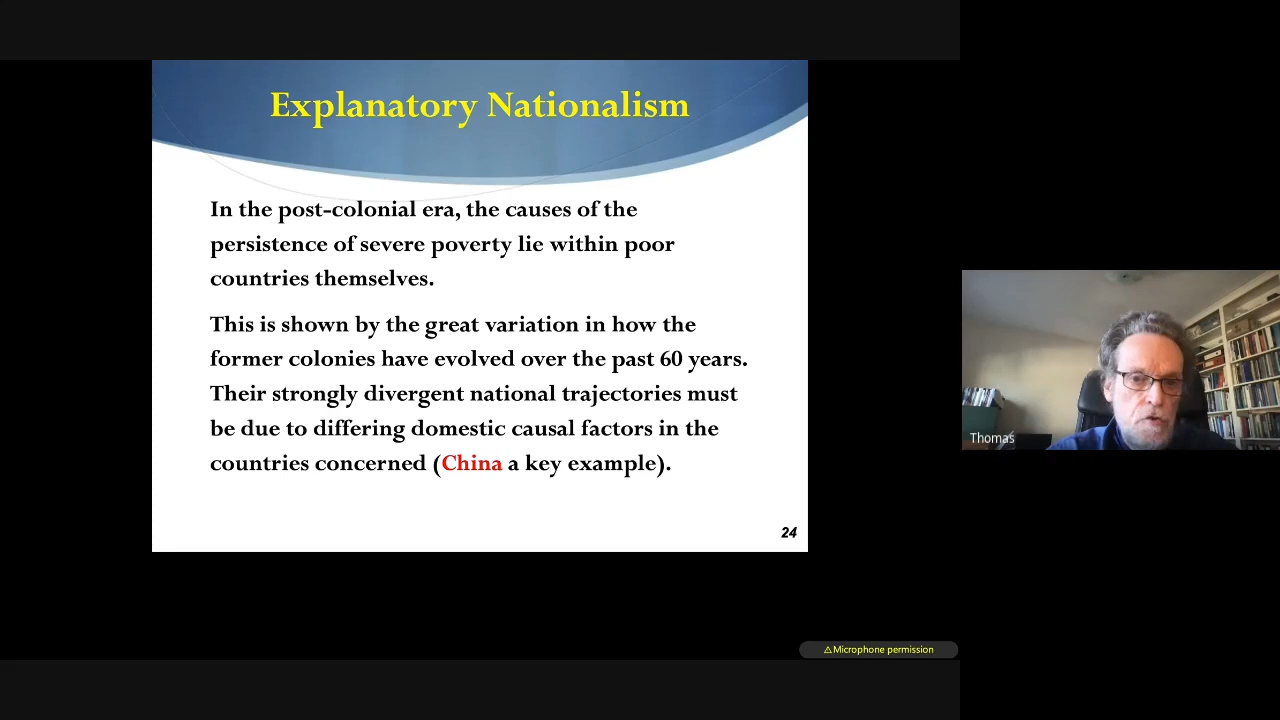 Explanatory Nationalism
In the post-colonial era, the causes of the
persistence of severe poverty lie within poor
countries themselves.
This is shown by the great variation in how the
former colonies have evolved over the past 60 years.
Their strongly divergent national trajectories must
be due to differing domestic causal factors in the
countries concerned (China a key example).
24
Thomas
⚠Microphone permission